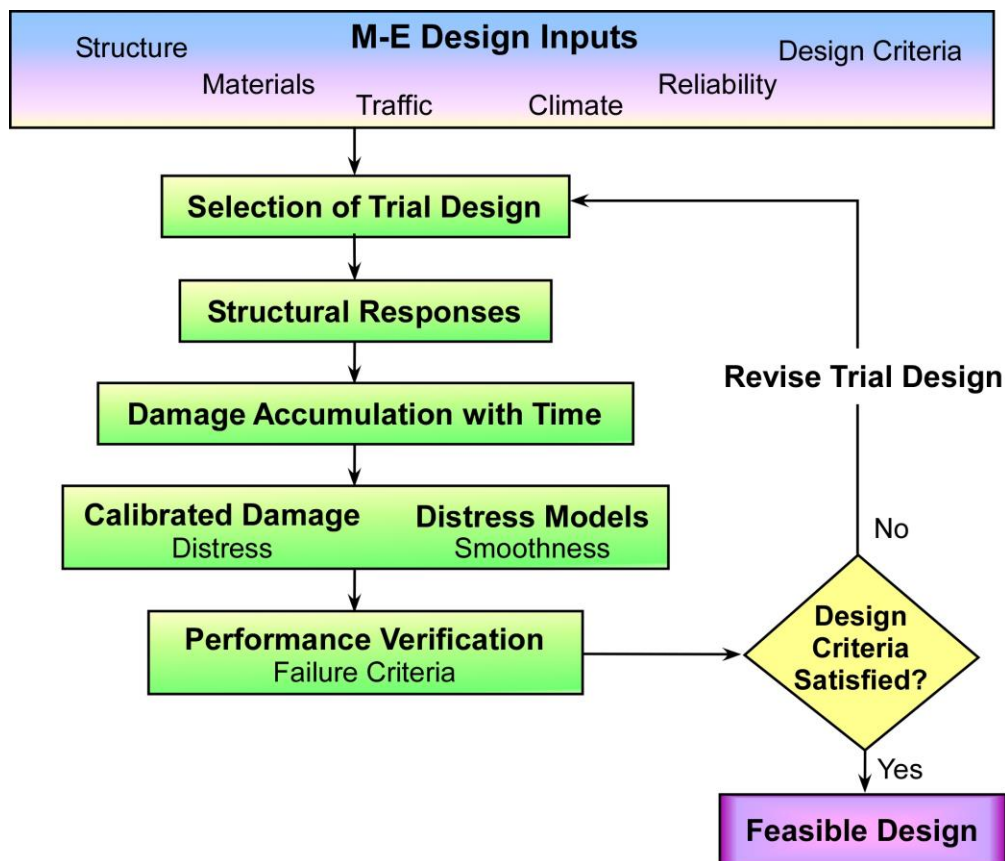 M-E Design Inputs
Structure
Design Criteria
Materials
Reliability
Traffic
Climate
Selection of Trial Design
Structural Responses
Revise Trial Design
Damage Accumulation with Time
Calibrated Damage
Distress
Distress Models
Smoothness
No
Performance Verification
Failure Criteria
Design
Criteria
Satisfied?
Yes
Feasible Design